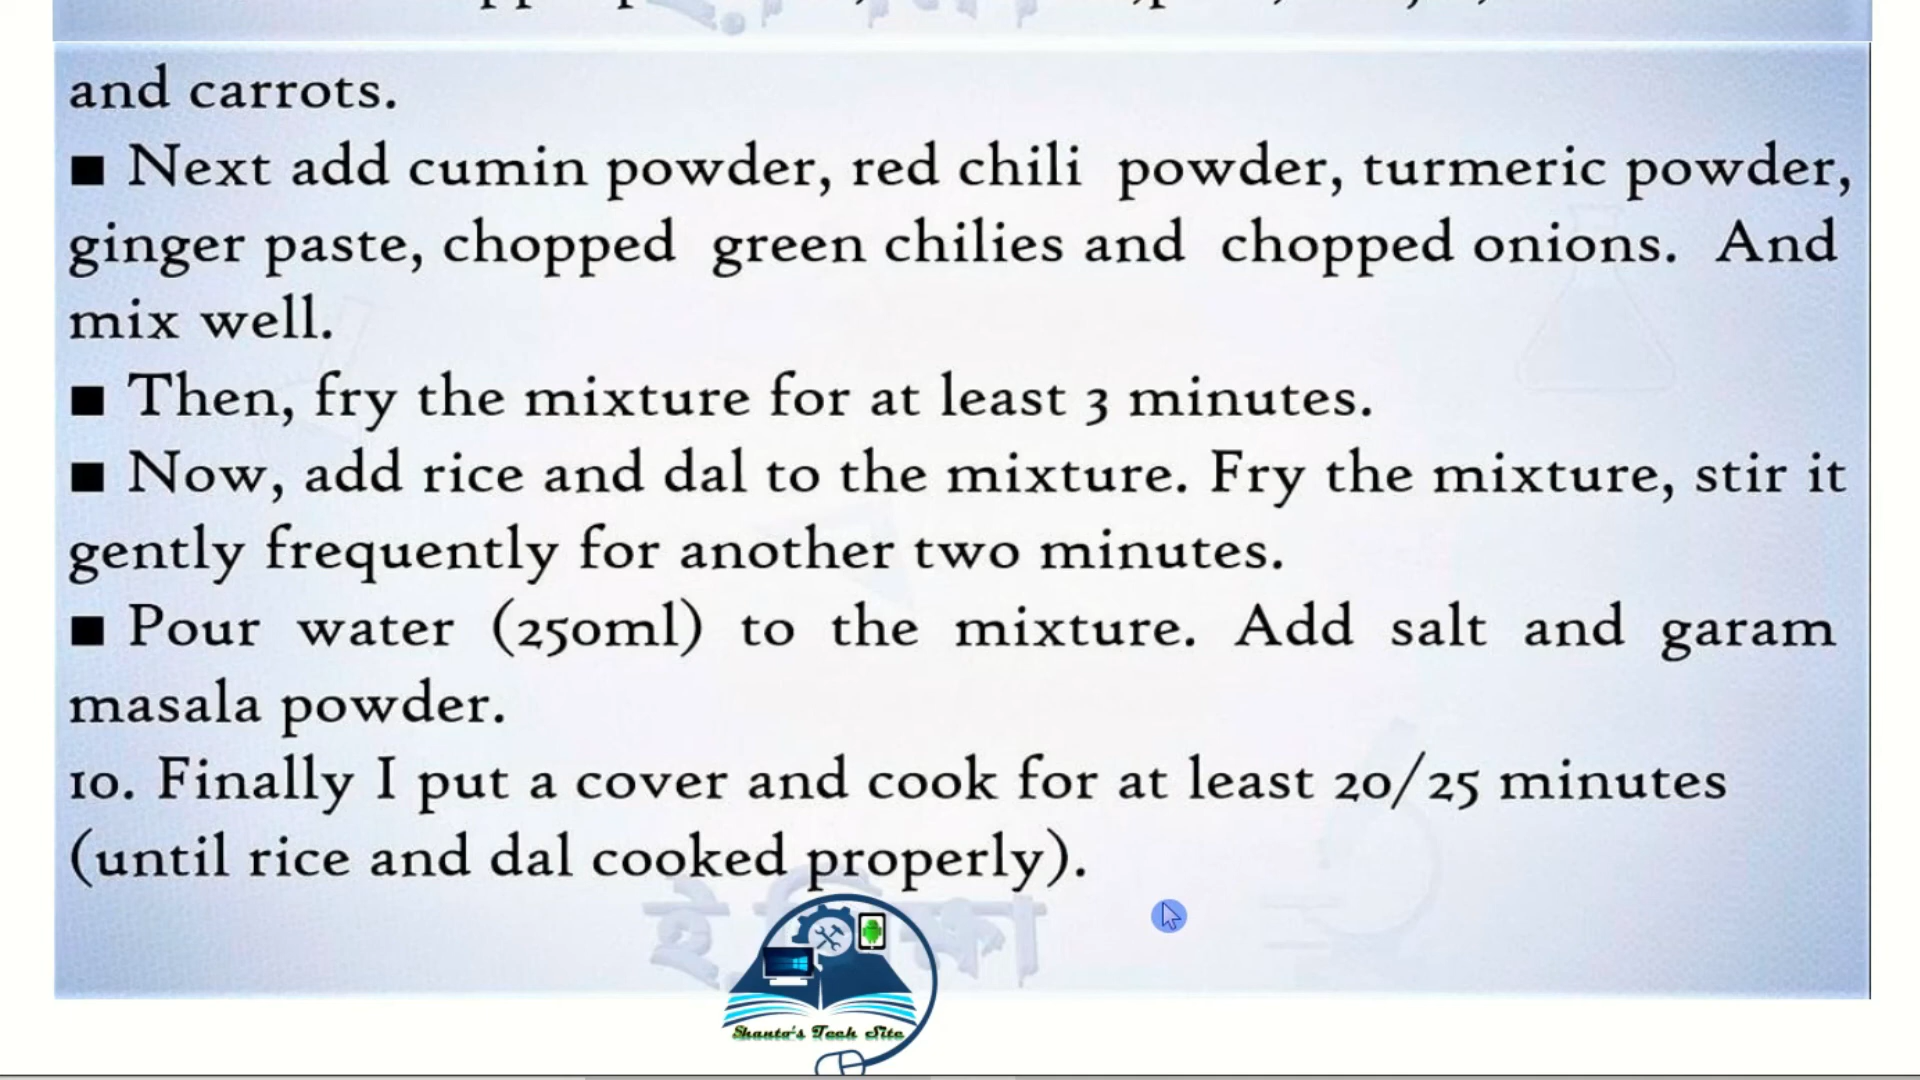 and carrots.
■ Next add cumin powder, red chili powder, turmeric powder,
ginger paste, chopped green chilies and chopped onions. And
mix well.
■ Then, fry the mixture for at least 3 minutes.
■ Now, add rice and dal to the mixture. Fry the mixture, stir it
gently frequently for another two minutes.
■ Pour water (250ml) to the mixture. Add salt and garam
masala powder.
10. Finally I put a cover and cook for at least 20/25 minutes
(until rice and dal cooked properly).
Shanto's Tech Site